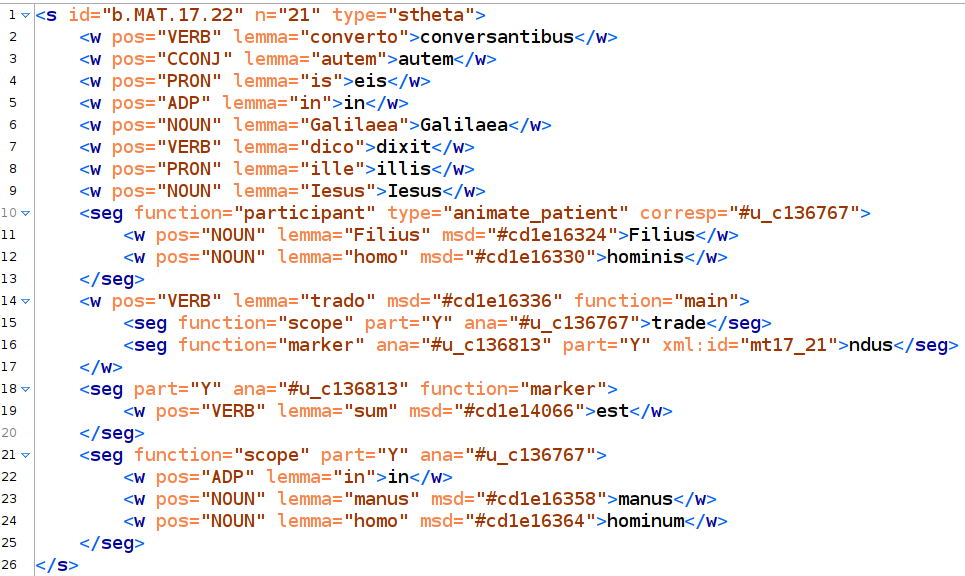 1 <s id="b.MAT.17.22" n="21" type="stheta">
2 <w pos="VERB" lemma="converto">conversantibus</w>
3 <w pos="CCONJ" lemma="autem">autem</w>
4 <w pos="PRON" lemma="is">eis</w>
5 <w pos="ADP" lemma="in">in</w>
6 <w pos="NOUN" lemma="Galilaea">Galilaea</w>
7 <w pos="VERB" lemma="dico">dixit</w>
8 <w pos="PRON" lemma="ille">illis</w>
9 <w pos="NOUN" lemma="Iesus">Iesus</w>
10 <seg function="participant" type="animate_patient" corresp="#u_c136767">
11 <w pos="NOUN" lemma="Filius" msd="#cd1e16324">Filius</w>
12 <w pos="NOUN" lemma="homo" msd="#cd1e16330">hominis</w>
13 </seg>
14 <w pos="VERB" lemma="trado" msd="#cd1e16336" function="main">
15 <seg function="scope" part="Y" ana="#u_c136767">trade</seg>
16 <seg function="marker" ana="#u_c136813" part="Y" xml:id="mt17_21">ndus</seg>
17 </w>
18 <seg part="Y" ana="#u_c136813" function="marker">
19 <w pos="VERB" lemma="sum" msd="#cd1e14066">est</w>
20 </seg>
21 <seg function="scope" part="Y" ana="#u_c136767">
22 <w pos="ADP" lemma="in">in</w>
23 <w pos="NOUN" lemma="manus" msd="#cd1e16358">manus</w>
24 <w pos="NOUN" lemma="homo" msd="#cd1e16364">hominum</w>
25 </seg>
26 </s>